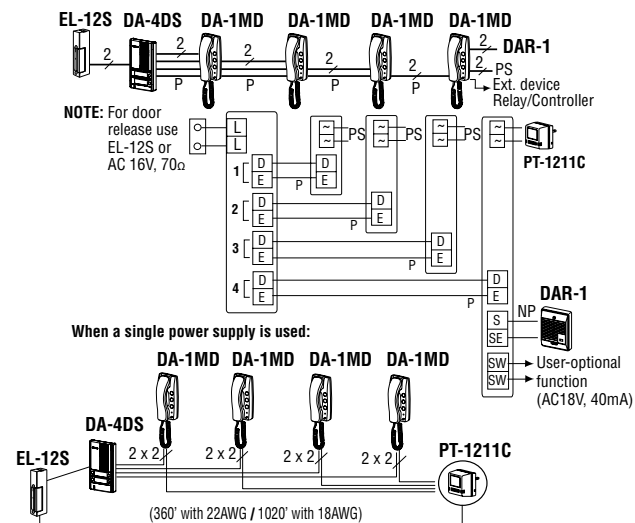 EL-12S DA-4DS DA-1MD DA-1MD DA-1MD DA-1MD
2 2 2 2 2 2 DAR-1
P P P P 2 PS
Ext. device
Relay/Controller
NOTE: For door
release use
EL-12S or
AC 16V, 70Ω
L
L
~ PS ~ PS ~ PS ~
~ ~ ~ ~
PT-1211C
1 D D
E P E
2 D D
E P E
3 D D
E P E
4 D D
E P E
DAR-1
S NP
SE
SW User-optional
SW function
(AC18V, 40mA)
When a single power supply is used:
DA-1MD DA-1MD DA-1MD DA-1MD
DA-4DS
EL-12S 2 x 2 2 x 2 2 x 2 2 x 2 PT-1211C
(360' with 22AWG / 1020' with 18AWG)